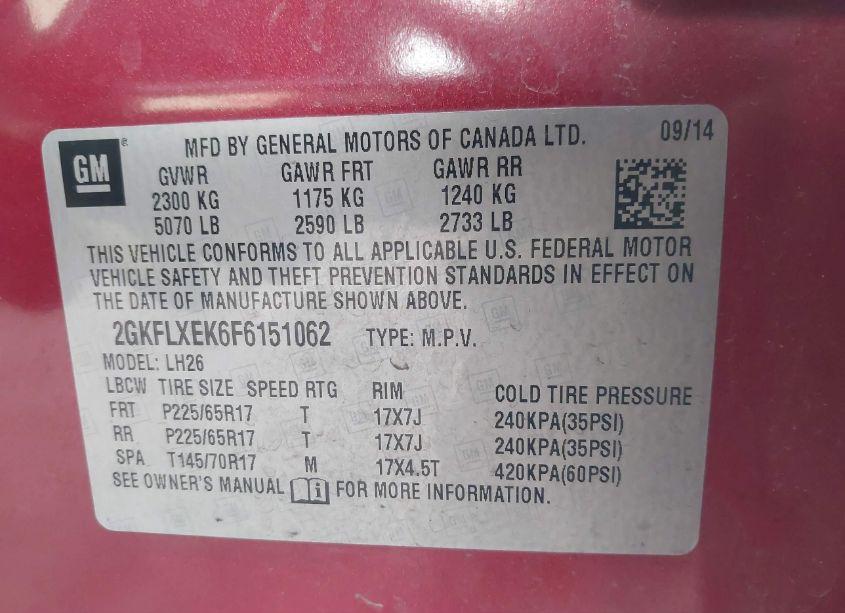 GM
MFD BY GENERAL MOTORS OF CANADA LTD. 09/14
GVWR GAWR FRT GAWR RR
2300 KG 1175 KG 1240 KG
5070 LB 2590 LB 2733 LB
THIS VEHICLE CONFORMS TO ALL APPLICABLE U.S. FEDERAL MOTOR
VEHICLE SAFETY AND THEFT PREVENTION STANDARDS IN EFFECT ON
THE DATE OF MANUFACTURE SHOWN ABOVE.
2GKFLXEK6F6151062 TYPE: M.P.V.
MODEL: LH26
LBCW TIRE SIZE SPEED RTG RIM COLD TIRE PRESSURE
FRT P225/65R17 T 17X7J 240KPA(35PSI)
RR P225/65R17 T 17X7J 240KPA(35PSI)
SPA T145/70R17 M 17X4.5T 420KPA(60PSI)
SEE OWNER'S MANUAL FOR MORE INFORMATION.